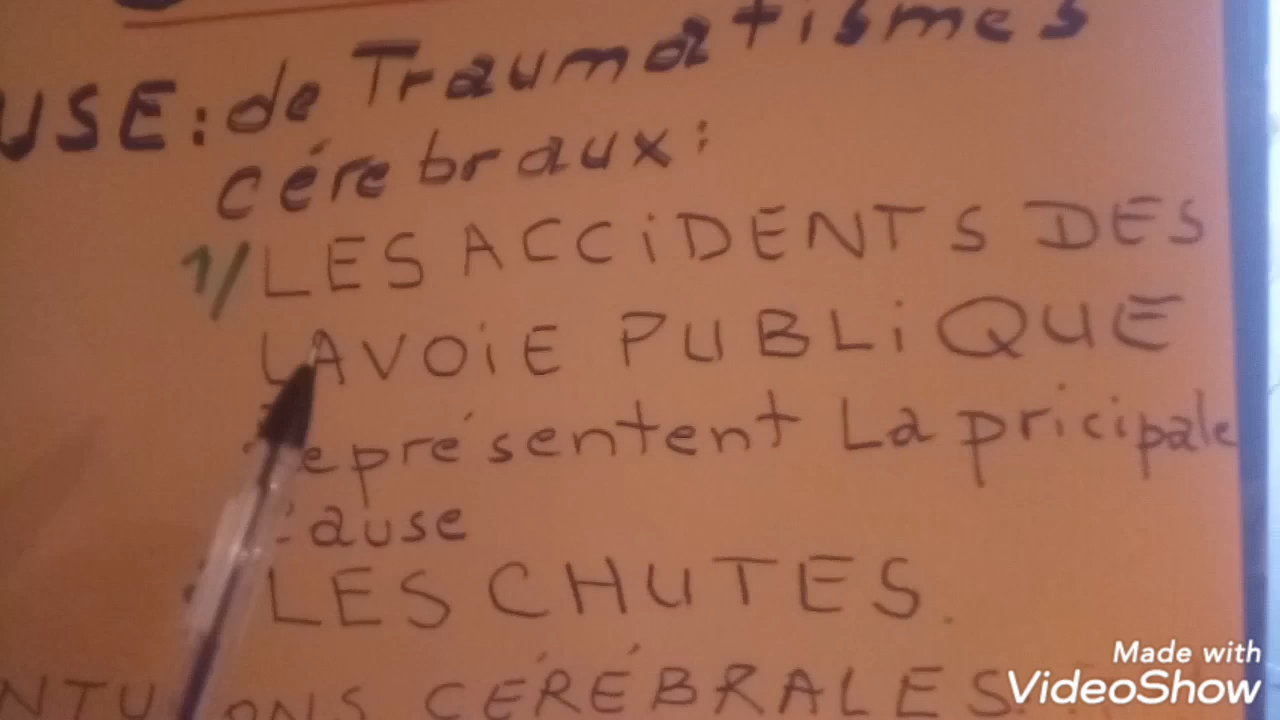 USE: de Traumatismes
cérébraux:
1/ LES ACCIDENTS DES
LA VOIE PUBLIQUE
représentent La pricipale
cause
LES CHUTES.
CÉRÉBRALES.
Made with
VideoShow